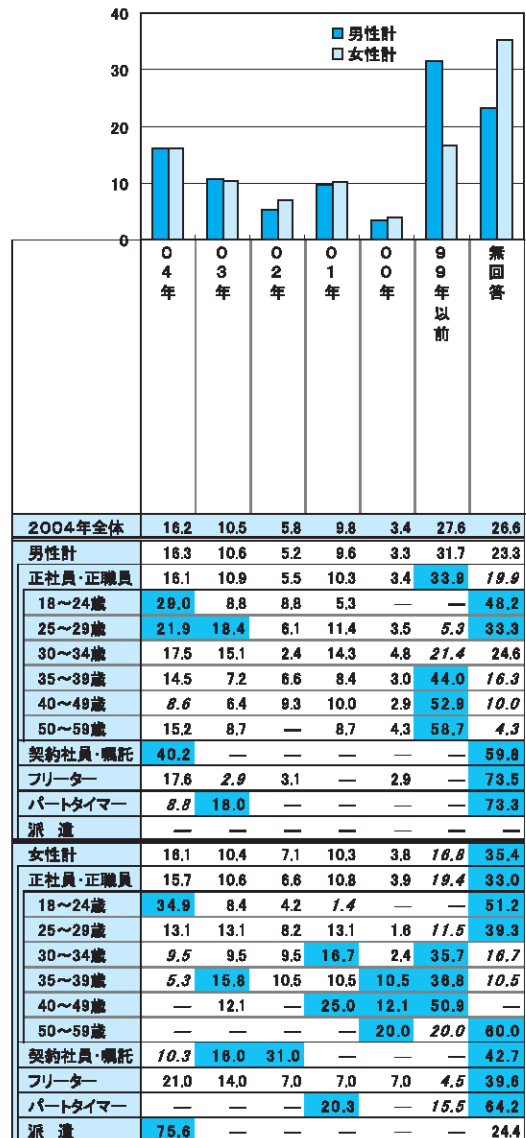 40
30
20
10
0
男性計
女性計
04年
03年
02年
01年
00年
99年以前
無回答
2004年全体 16.2 10.5 5.8 9.8 3.4 27.6 26.6
男性計 16.3 10.6 5.2 9.6 3.3 31.7 23.3
正社員・正職員 16.1 10.9 5.5 10.3 3.4 33.9 19.9
18～24歳 29.0 8.8 8.8 5.3 — — 48.2
25～29歳 21.9 18.4 6.1 11.4 3.5 5.3 33.3
30～34歳 17.5 15.1 2.4 14.3 4.8 21.4 24.6
35～39歳 14.5 7.2 6.6 8.4 3.0 44.0 16.3
40～49歳 8.6 6.4 9.3 10.0 2.9 52.9 10.0
50～59歳 15.2 8.7 — 8.7 4.3 58.7 4.3
契約社員・嘱託 40.2 — — — — — 59.8
フリーター 17.6 2.9 3.1 — 2.9 — 73.5
パートタイマー 8.8 18.0 — — — — 73.3
派 遣 — — — — — — —
女性計 16.1 10.4 7.1 10.3 3.8 16.8 35.4
正社員・正職員 15.7 10.6 6.6 10.8 3.9 19.4 33.0
18～24歳 34.9 8.4 4.2 1.4 — — 51.2
25～29歳 13.1 13.1 8.2 13.1 1.6 11.5 39.3
30～34歳 9.5 9.5 9.5 16.7 2.4 35.7 16.7
35～39歳 5.3 15.8 10.5 10.5 10.5 36.8 10.5
40～49歳 — 12.1 — 25.0 12.1 50.9 —
50～59歳 — — — — 20.0 20.0 60.0
契約社員・嘱託 10.3 16.0 31.0 — — — 42.7
フリーター 21.0 14.0 7.0 7.0 7.0 4.5 39.6
パートタイマー — — — 20.3 — 15.5 64.2
派 遣 75.6 — — — — — 24.4